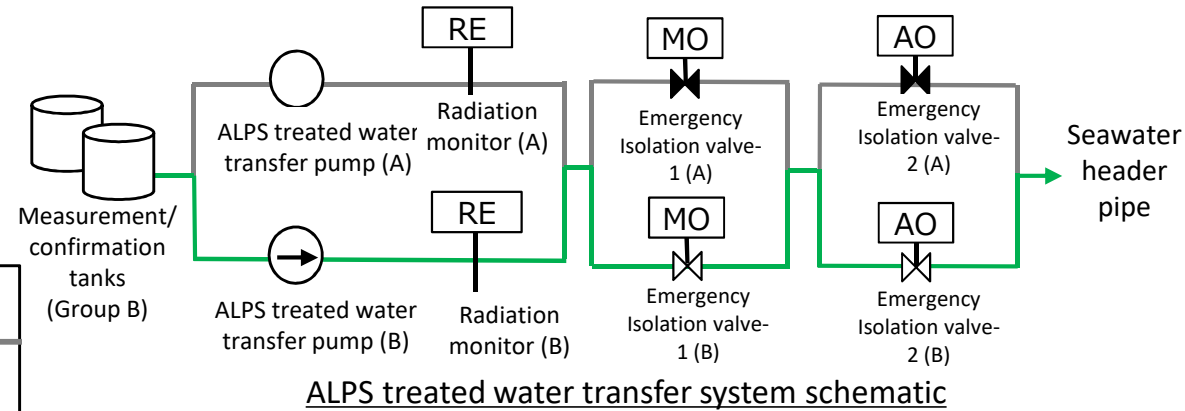 RE
MO
AO
ALPS treated water
transfer pump (A)
Radiation
monitor (A)
Emergency
Isolation valve-
1 (A)
Emergency
Isolation valve-
2 (A)
Seawater
header
pipe
Measurement/
confirmation
tanks
(Group B)
RE
MO
AO
ALPS treated water
transfer pump (B)
Radiation
monitor (B)
Emergency
Isolation valve-
1 (B)
Emergency
Isolation valve-
2 (B)
ALPS treated water transfer system schematic